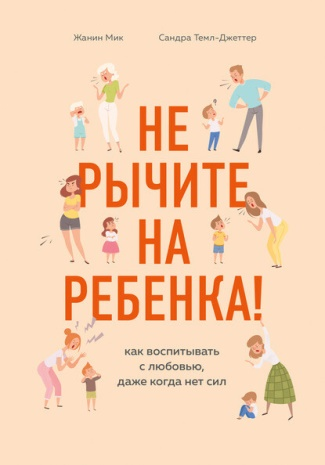 Жанин Мик Сандра Темл-Джеттер
НЕ
РЫЧИТЕ
НА
РЕБЕНКА!
как воспитывать
с любовью,
даже когда нет сил